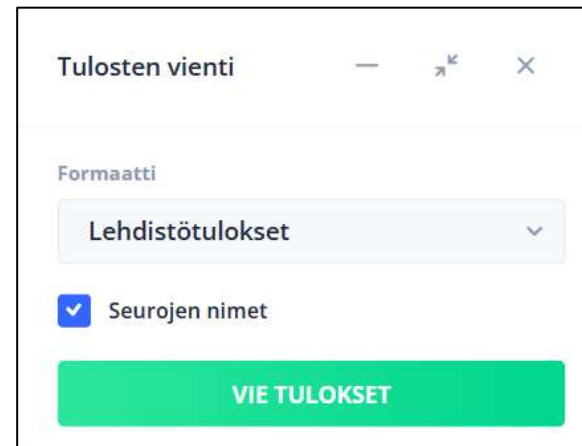 Tulosten vienti
Formaatti
Lehdistötulokset
Seurojen nimet
VIE TULOKSET